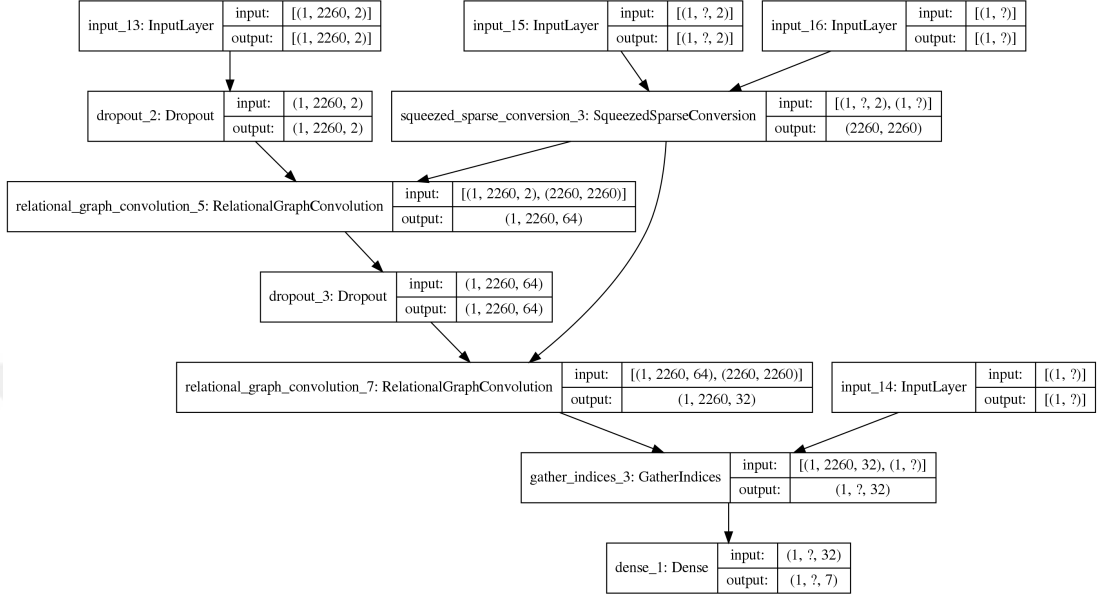 input_13: InputLayer
input:
[(1, 2260, 2)]
output:
[(1, 2260, 2)]
input_15: InputLayer
input:
[(1, ?, 2)]
output:
[(1, ?, 2)]
input_16: InputLayer
input:
[(1, ?)]
output:
[(1, ?)]
dropout_2: Dropout
input:
(1, 2260, 2)
output:
(1, 2260, 2)
squeezed_sparse_conversion_3: SqueezedSparseConversion
input:
[(1, ?, 2), (1, ?)]
output:
(2260, 2260)
relational_graph_convolution_5: RelationalGraphConvolution
input:
[(1, 2260, 2), (2260, 2260)]
output:
(1, 2260, 64)
dropout_3: Dropout
input:
(1, 2260, 64)
output:
(1, 2260, 64)
relational_graph_convolution_7: RelationalGraphConvolution
input:
[(1, 2260, 64), (2260, 2260)]
output:
(1, 2260, 32)
input_14: InputLayer
input:
[(1, ?)]
output:
[(1, ?)]
gather_indices_3: GatherIndices
input:
[(1, 2260, 32), (1, ?)]
output:
(1, ?, 32)
dense_1: Dense
input:
(1, ?, 32)
output:
(1, ?, 7)